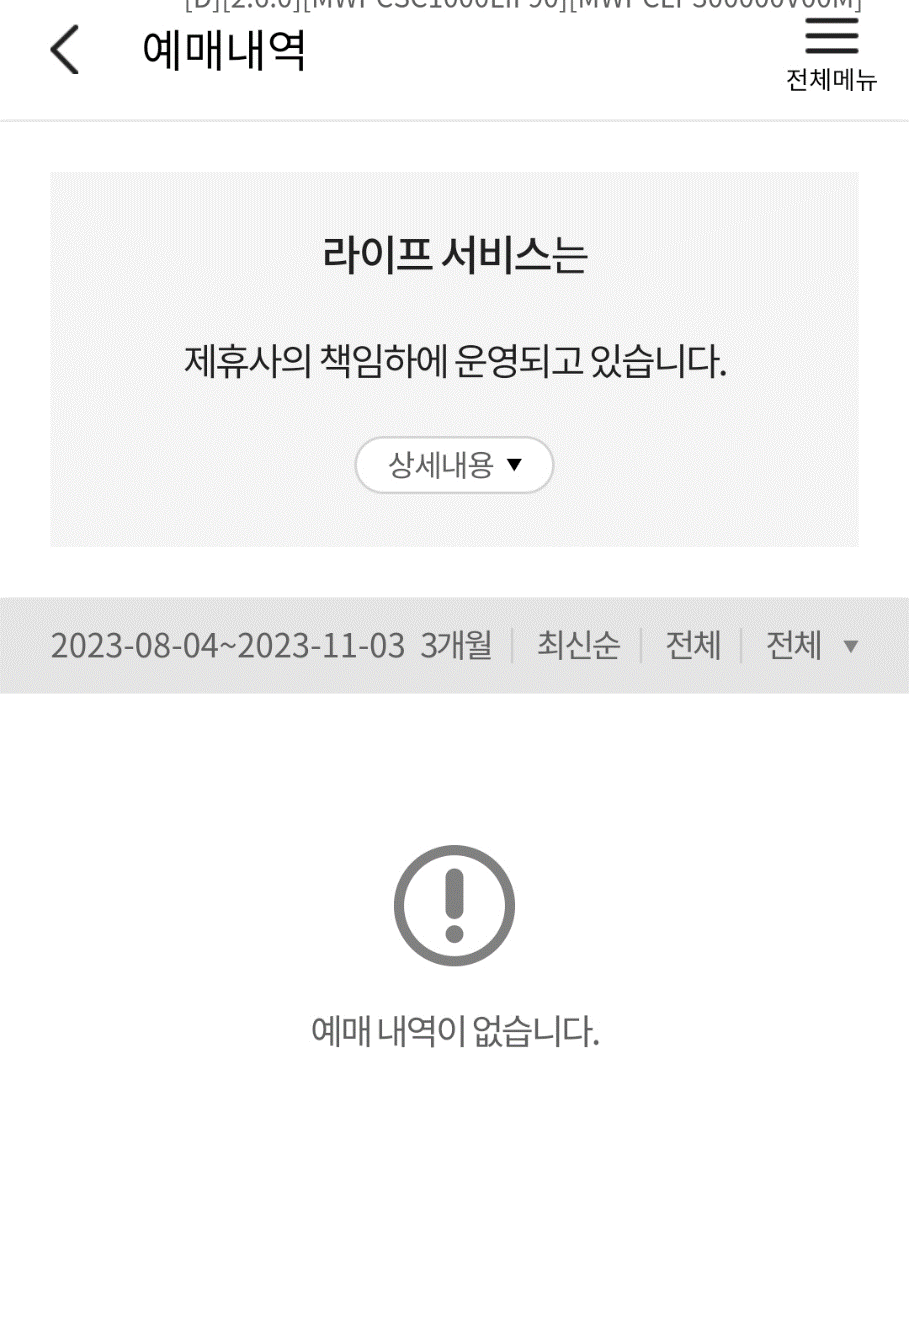 예매내역
전체메뉴
라이프 서비스는
제휴사의 책임하에 운영되고 있습니다.
상세내용 ▼
2023-08-04~2023-11-03 3개월 | 최신순 | 전체 | 전체 ▼
예매 내역이 없습니다.